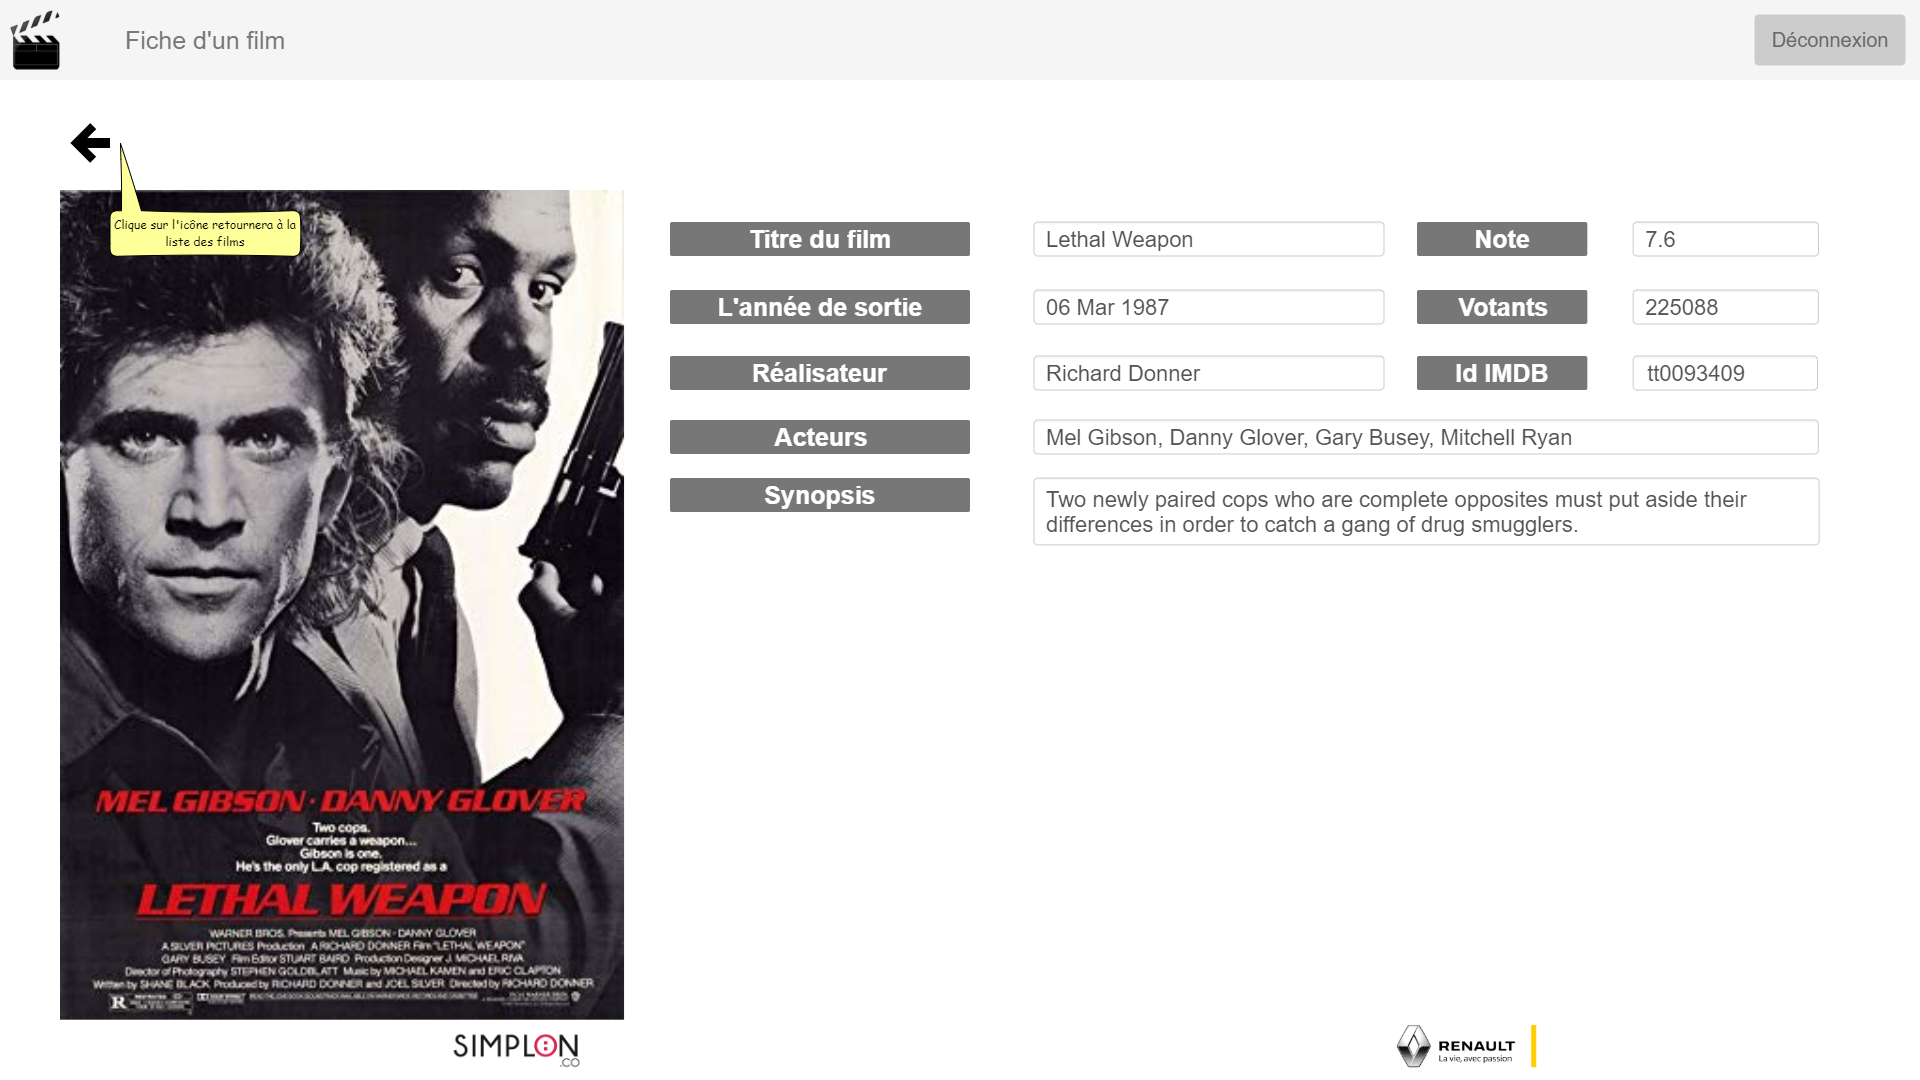 Fiche d'un film
Déconnexion
Clique sur l'icône retournera à la
liste des films
Titre du film
Lethal Weapon
Note
7.6
L'année de sortie
06 Mar 1987
Votants
225088
Réalisateur
Richard Donner
Id IMDB
tt0093409
Acteurs
Mel Gibson, Danny Glover, Gary Busey, Mitchell Ryan
Synopsis
Two newly paired cops who are complete opposites must put aside their
differences in order to catch a gang of drug smugglers.
MEL GIBSON · DANNY GLOVER
Two cops.
Glover carries a weapon...
Gibson is one.
He's the only L.A. cop registered as a
LETHAL WEAPON
WARNER BROS. Presents MEL GIBSON · DANNY GLOVER
A SILVER PICTURES Production A RICHARD DONNER Film "LETHAL WEAPON"
GARY BUSEY Film Editor STUART BAIRD Production Designer J. MICHAEL RIVA
Director of Photography STEPHEN GOLDBLATT Music by MICHAEL KAMEN and ERIC CLAPTON
Written by SHANE BLACK Produced by RICHARD DONNER and JOEL SILVER Directed by RICHARD DONNER
R RESTRICTED
SIMPLON
.CO
RENAULT
La vie, avec passion